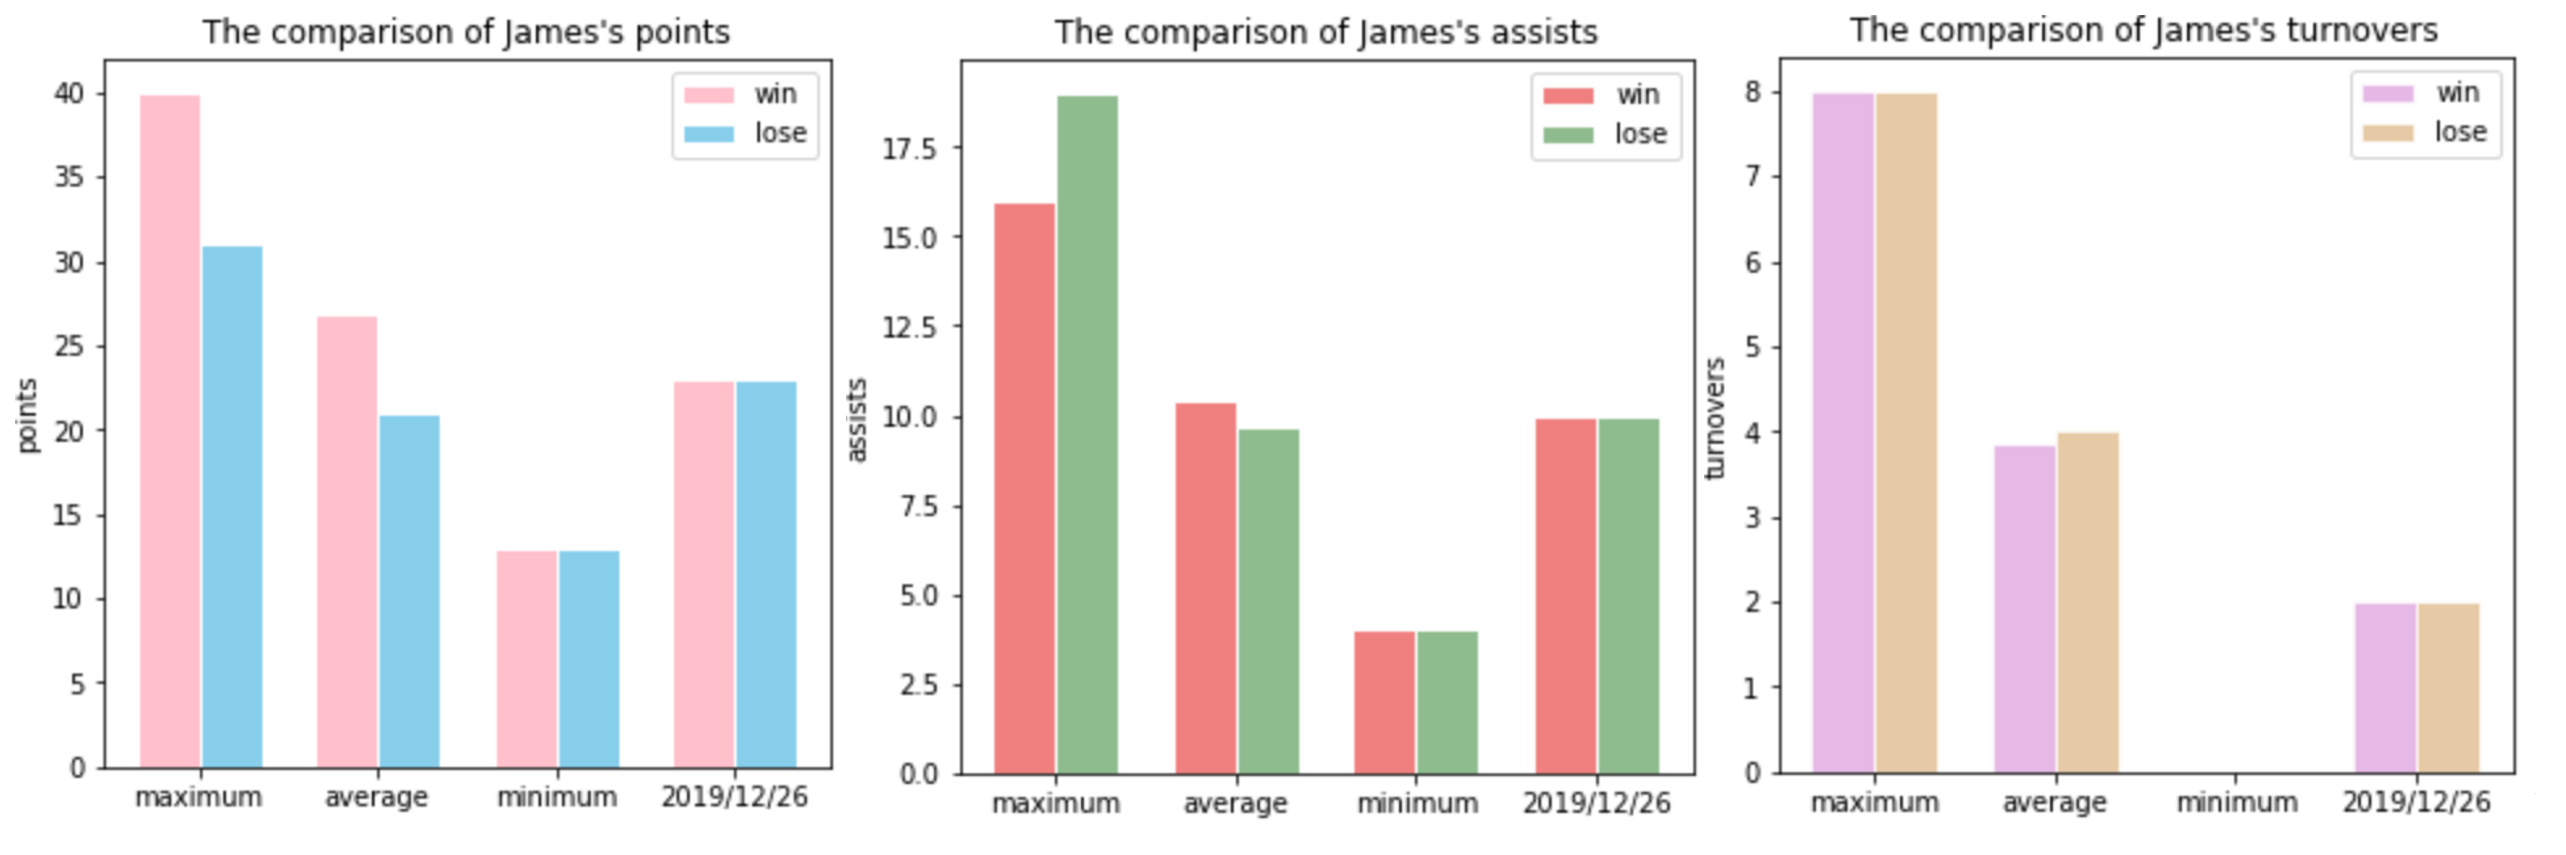 The comparison of James's points
win
lose
40
35
30
25
20
15
10
5
0
points
maximum average minimum 2019/12/26
The comparison of James's assists
win
lose
17.5
15.0
12.5
10.0
7.5
5.0
2.5
0.0
assists
maximum average minimum 2019/12/26
The comparison of James's turnovers
win
lose
8
7
6
5
4
3
2
1
0
turnovers
maximum average minimum 2019/12/26